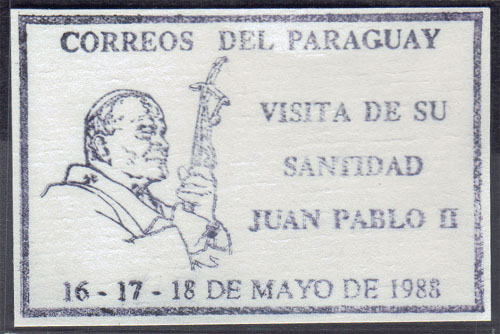 CORREOS DEL PARAGUAY
VISITA DE SU
SANTIDAD
JUAN PABLO II
16 - 17 - 18 DE MAYO DE 1988